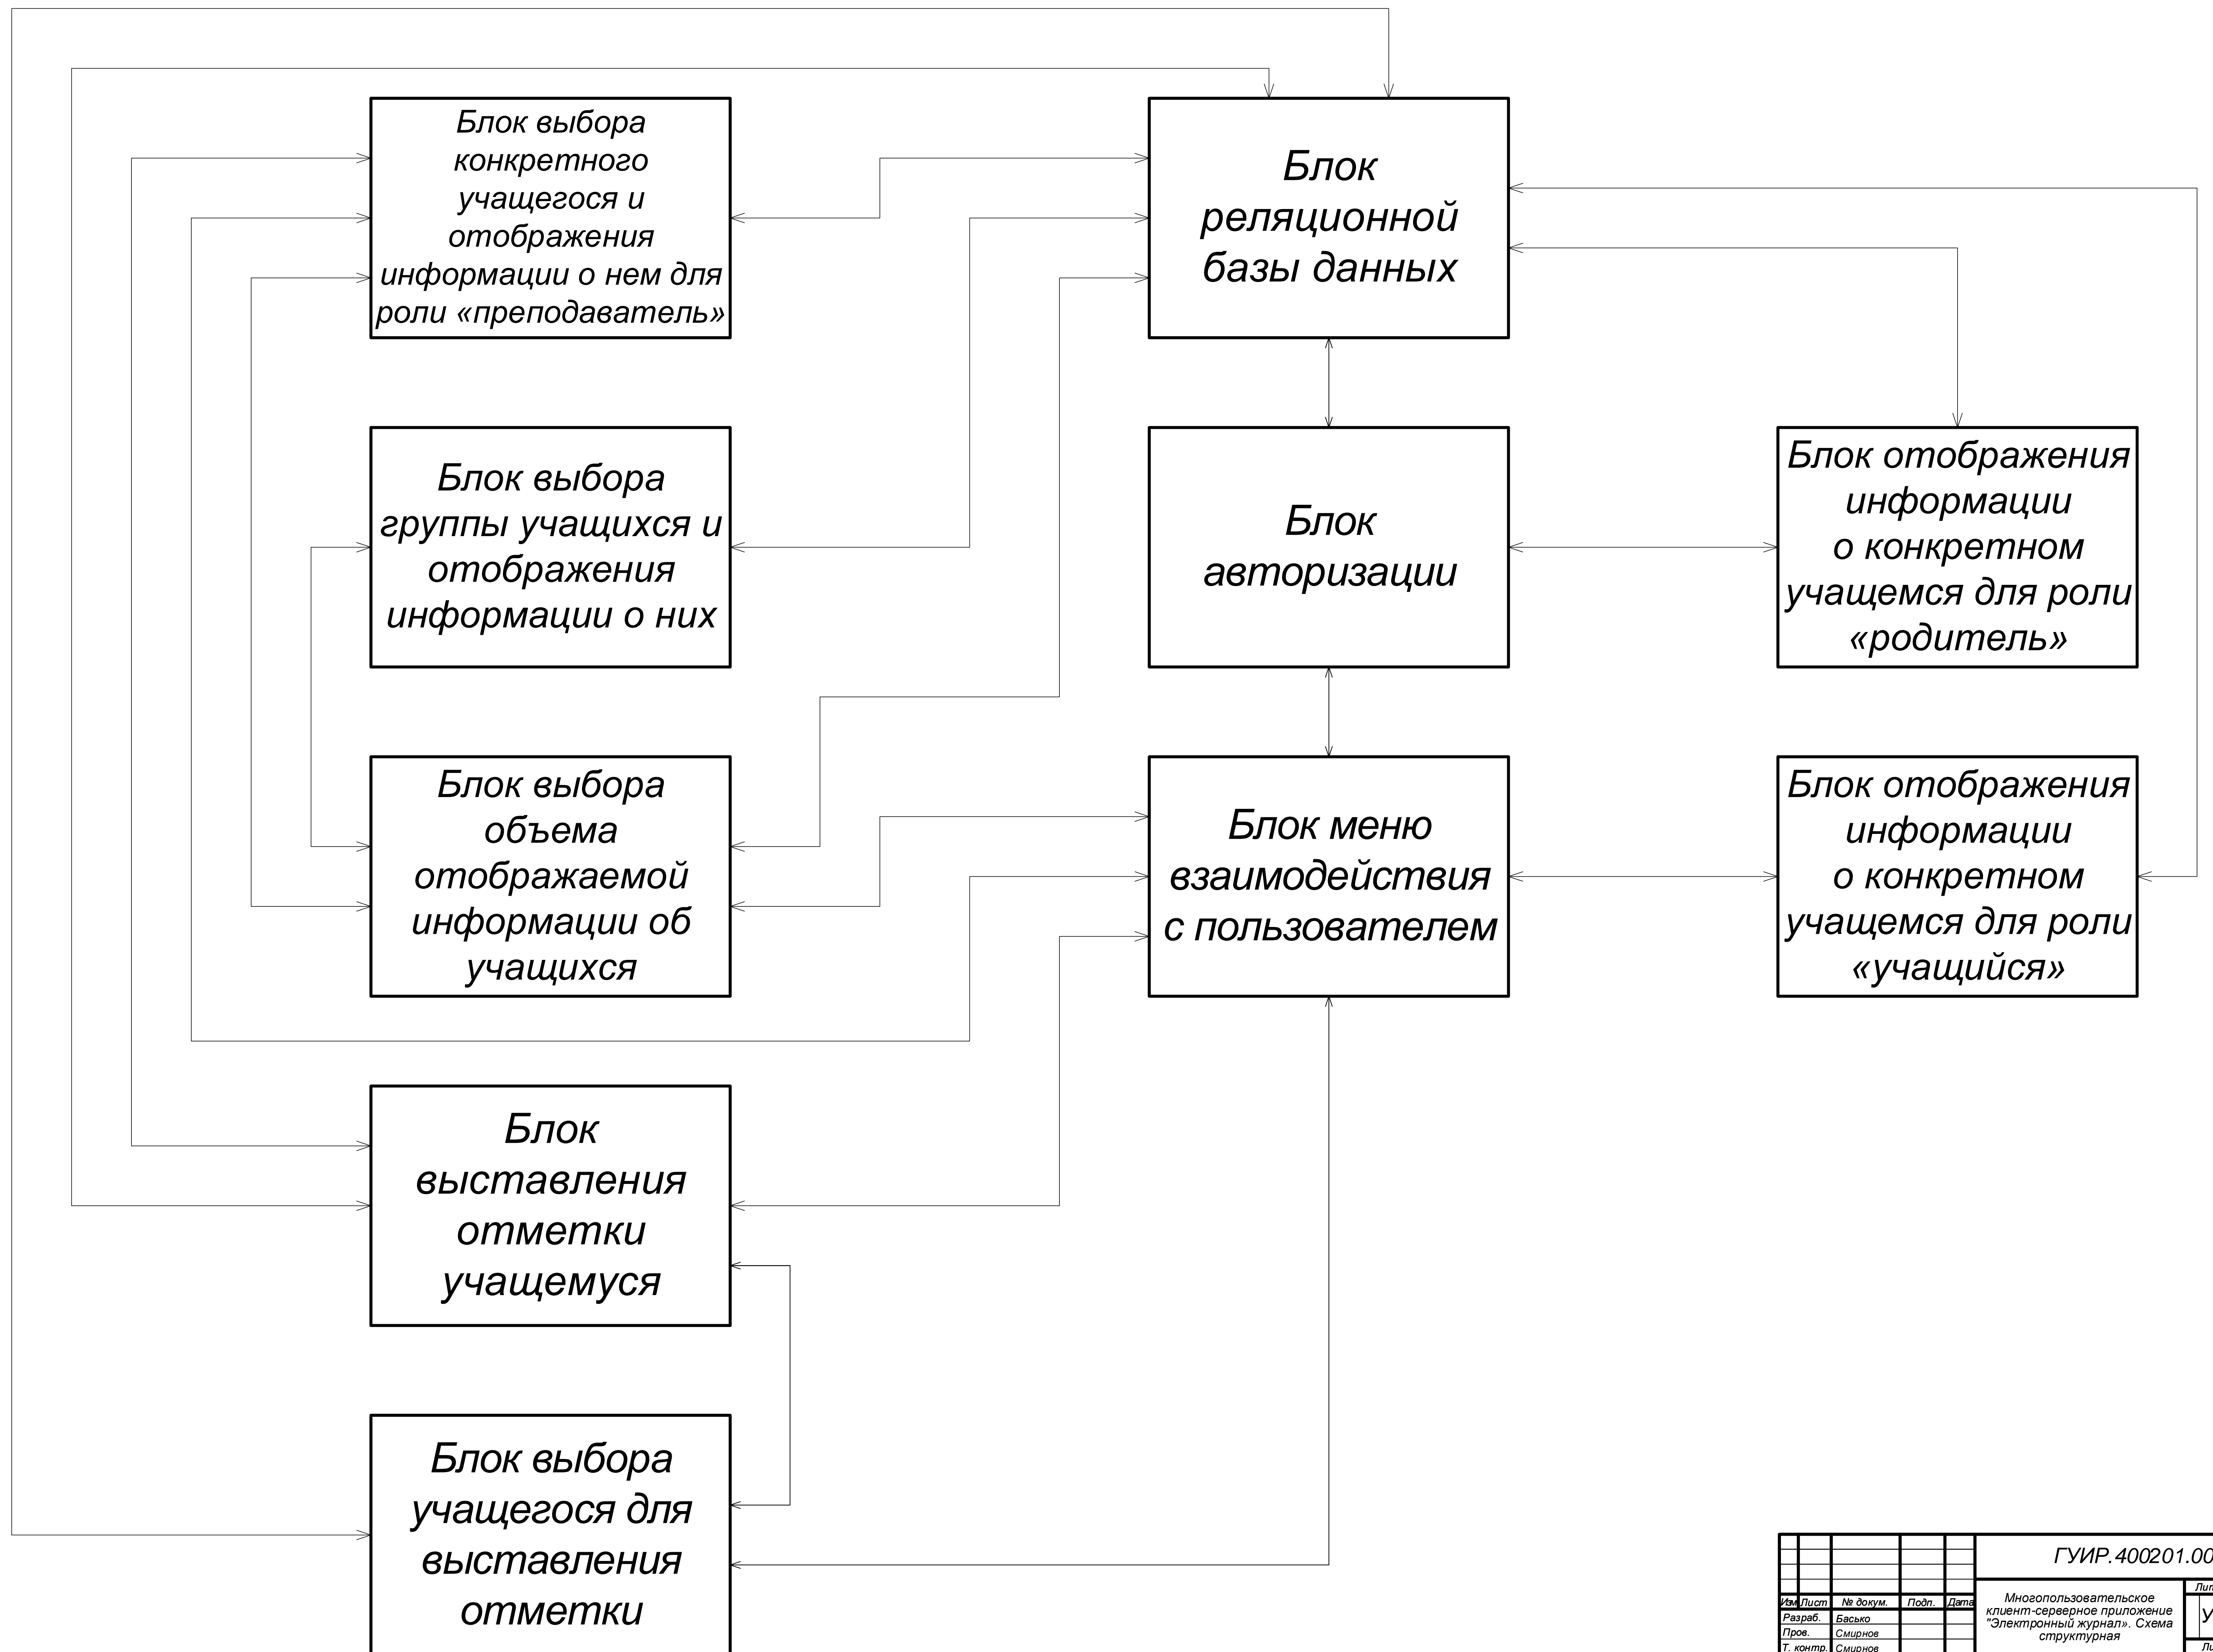 Блок выбора
конкретного
учащегося и
отображения
информации о нем для
роли «преподаватель»
Блок
реляционной
базы данных
Блок выбора
группы учащихся и
отображения
информации о них
Блок
авторизации
Блок отображения
информации
о конкретном
учащемся для роли
«родитель»
Блок выбора
объема
отображаемой
информации об
учащихся
Блок меню
взаимодействия
с пользователем
Блок отображения
информации
о конкретном
учащемся для роли
«учащийся»
Блок
выставления
отметки
учащемуся
Блок выбора
учащегося для
выставления
отметки
ГУИР.400201.00
Изм Лист № докум. Подп. Дата
Разраб. Басько
Пров. Смирнов
Т. контр. Смирнов
Многопользовательское
клиент-серверное приложение
"Электронный журнал». Схема
структурная
У